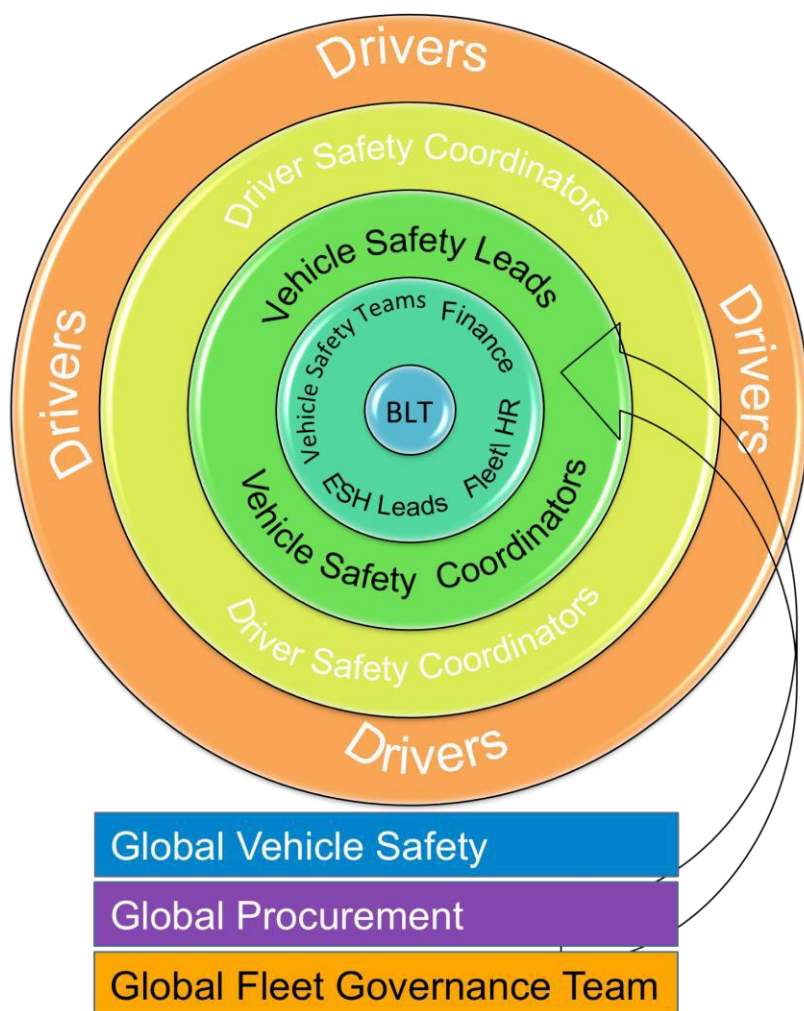 Drivers
Driver Safety Coordinators
Vehicle Safety Leads
Vehicle Safety Teams
Finance
Drivers
BLT
Drivers
Fleet\ HR
ESH Leads
Vehicle Safety Coordinators
Driver Safety Coordinators
Drivers
Global Vehicle Safety
Global Procurement
Global Fleet Governance Team